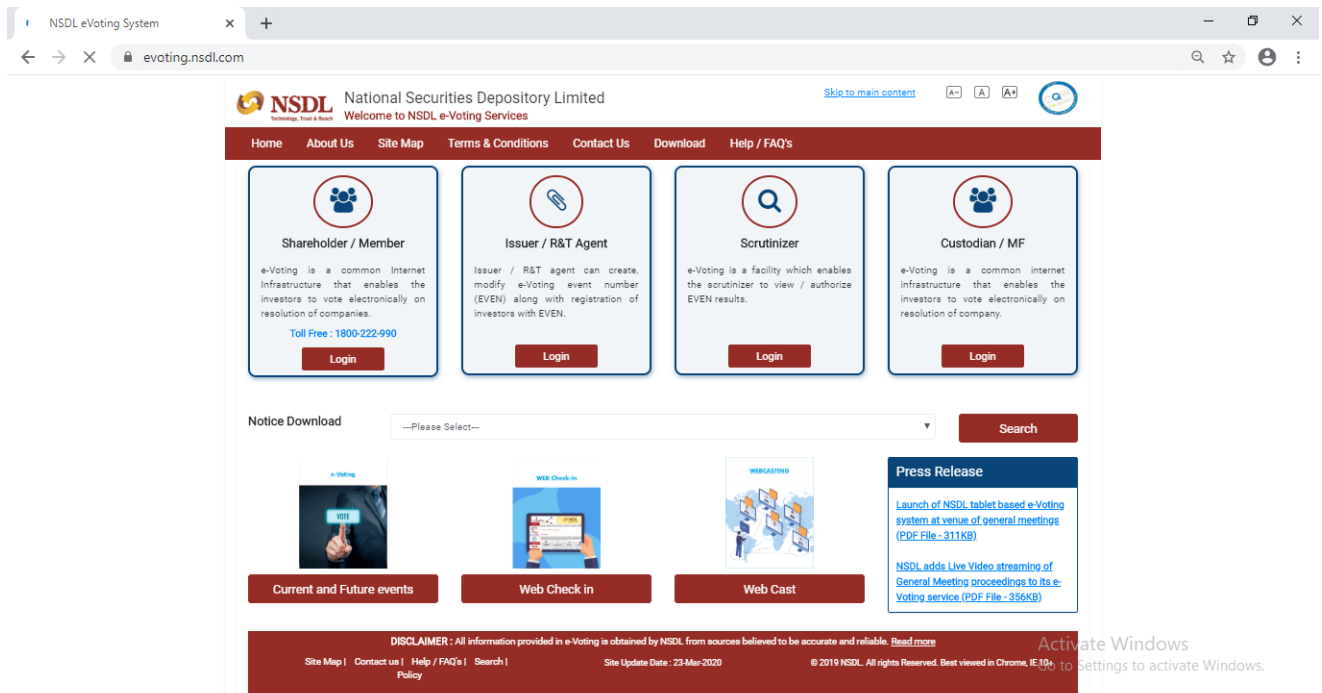 NSDL eVoting System
evoting.nsdl.com
NSDL
Technology, Trust & Reach
National Securities Depository Limited
Welcome to NSDL e-Voting Services
Skip to main content
A-
A
A+
Home About Us Site Map Terms & Conditions Contact Us Download Help / FAQ's
Shareholder / Member
e-Voting is a common Internet
Infrastructure that enables the
investors to vote electronically on
resolution of companies.
Toll Free : 1800-222-990
Login
Issuer / R&T Agent
Issuer / R&T agent can create,
modify e-Voting event number
(EVEN) along with registration of
investors with EVEN.
Login
Scrutinizer
e-Voting is a facility which enables
the scrutinizer to view / authorize
EVEN results.
Login
Custodian / MF
e-Voting is a common internet
infrastructure that enables the
investors to vote electronically on
resolution of company.
Login
Notice Download
---Please Select---
Search
e-Voting
VOTE
Current and Future events
WEB Check-in
Web Check in
WEBCASTING
Web Cast
Press Release
Launch of NSDL tablet based e-Voting
system at venue of general meetings
(PDF File - 311KB)
NSDL adds Live Video streaming of
General Meeting proceedings to its e-
Voting service (PDF File - 356KB)
DISCLAIMER : All information provided in e-Voting is obtained by NSDL from sources believed to be accurate and reliable. Read more
Site Map | Contact us | Help / FAQ's | Search |
Policy
Site Update Date : 23-Mar-2020
© 2019 NSDL. All rights Reserved. Best viewed in Chrome, IE 10+
Activate Windows
Go to Settings to activate Windows.